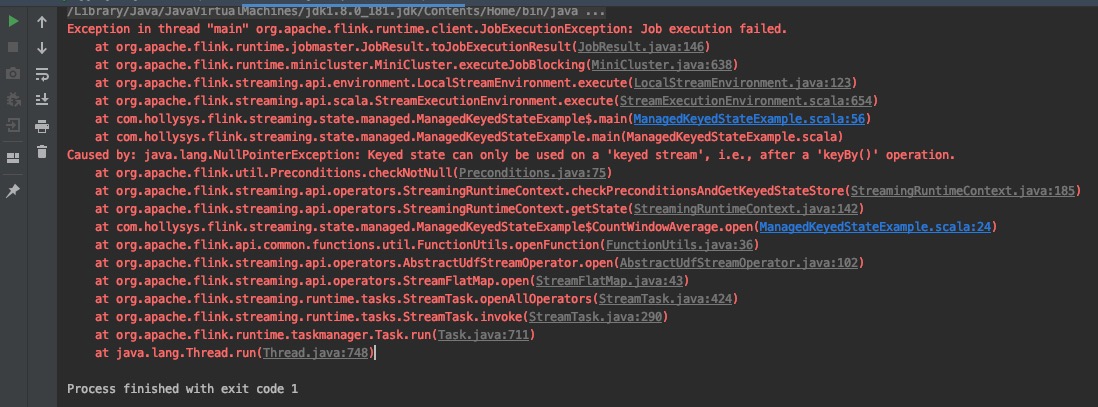 /Library/Java/JavaVirtualMachines/jdk1.8.0_181.jdk/Contents/Home/bin/java ...
Exception in thread "main" org.apache.flink.runtime.client.JobExecutionException: Job execution failed.
at org.apache.flink.runtime.jobmaster.JobResult.toJobExecutionResult(JobResult.java:146)
at org.apache.flink.runtime.minicluster.MiniCluster.executeJobBlocking(MiniCluster.java:638)
at org.apache.flink.streaming.api.environment.LocalStreamEnvironment.execute(LocalStreamEnvironment.java:123)
at org.apache.flink.streaming.api.scala.StreamExecutionEnvironment.execute(StreamExecutionEnvironment.scala:654)
at com.hollysys.flink.streaming.state.managed.ManagedKeyedStateExample$.main(ManagedKeyedStateExample.scala:56)
at com.hollysys.flink.streaming.state.managed.ManagedKeyedStateExample.main(ManagedKeyedStateExample.scala)
Caused by: java.lang.NullPointerException: Keyed state can only be used on a 'keyed stream', i.e., after a 'keyBy()' operation.
at org.apache.flink.util.Preconditions.checkNotNull(Preconditions.java:75)
at org.apache.flink.streaming.api.operators.StreamingRuntimeContext.checkPreconditionsAndGetKeyedStateStore(StreamingRuntimeContext.java:185)
at org.apache.flink.streaming.api.operators.StreamingRuntimeContext.getState(StreamingRuntimeContext.java:142)
at com.hollysys.flink.streaming.state.managed.ManagedKeyedStateExample$CountWindowAverage.open(ManagedKeyedStateExample.scala:24)
at org.apache.flink.api.common.functions.util.FunctionUtils.openFunction(FunctionUtils.java:36)
at org.apache.flink.streaming.api.operators.AbstractUdfStreamOperator.open(AbstractUdfStreamOperator.java:102)
at org.apache.flink.streaming.api.operators.StreamFlatMap.open(StreamFlatMap.java:43)
at org.apache.flink.streaming.runtime.tasks.StreamTask.openAllOperators(StreamTask.java:424)
at org.apache.flink.streaming.runtime.tasks.StreamTask.invoke(StreamTask.java:290)
at org.apache.flink.runtime.taskmanager.Task.run(Task.java:711)
at java.lang.Thread.run(Thread.java:748)
Process finished with exit code 1